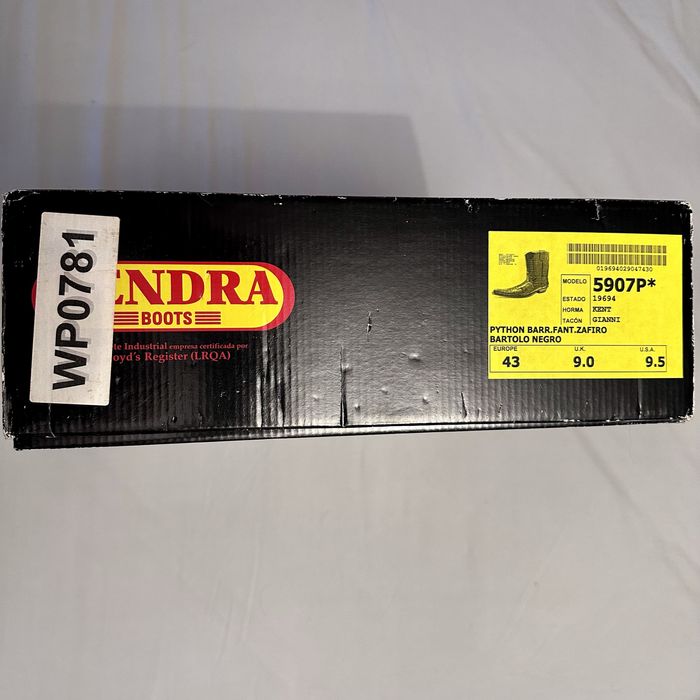 WP0781
ENDRA
BOOTS
te Industrial empresa certificada por
oyd's Register (LRQA)
019694029047430
MODELO 5907P*
ESTADO 19694
HORMA KENT
TACÓN GIANNI
PYTHON BARR.FANT.ZAFIRO
BARTOLO NEGRO
EUROPE U.K. U.S.A.
43 9.0 9.5